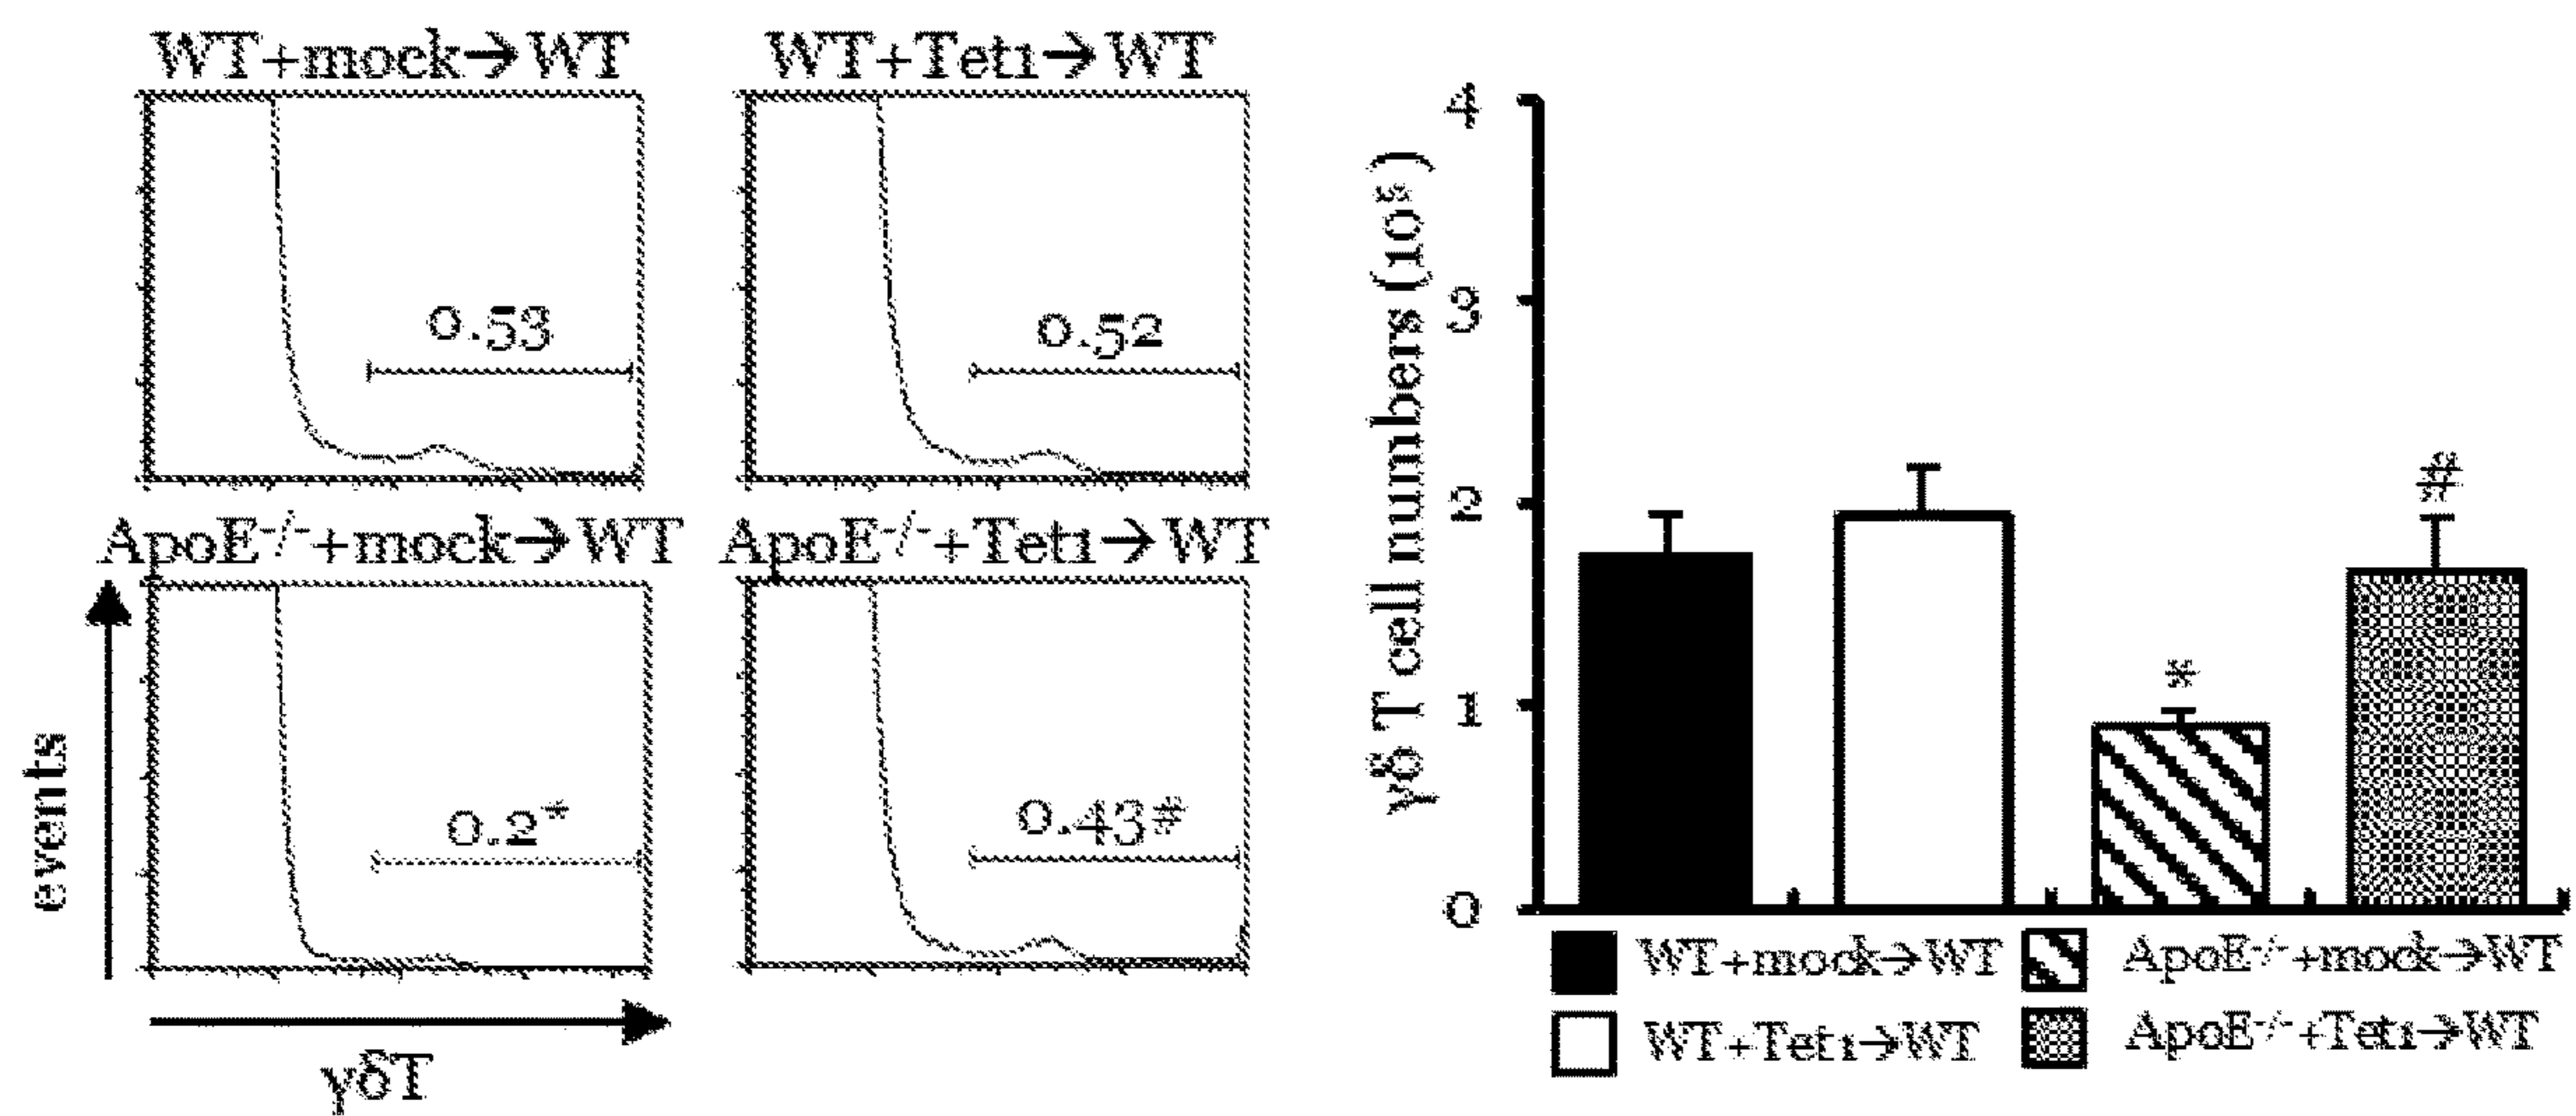 WT+mock→WT
WT+Tet1→WT
0.53
0.52
ApoE-/-+mock→WT
ApoE-/-+Tet1→WT
0.2*
0.43#
events
γδT
γδ T cell numbers (10⁵)
4
3
2
1
0
*
#
WT+mock→WT
ApoE-/-+mock→WT
WT+Tet1→WT
ApoE-/-+Tet1→WT